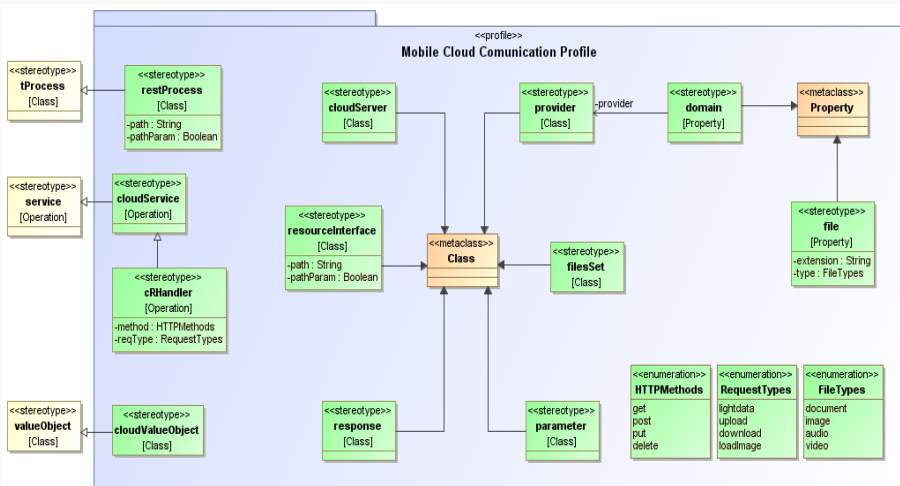 <<profile>>
Mobile Cloud Comunication Profile
<<stereotype>>
tProcess
[Class]
<<stereotype>>
restProcess
[Class]
-path : String
-pathParam : Boolean
<<stereotype>>
cloudServer
[Class]
<<stereotype>>
provider
[Class]
-provider
<<stereotype>>
domain
[Property]
<<metaclass>>
Property
<<stereotype>>
service
[Operation]
<<stereotype>>
cloudService
[Operation]
<<stereotype>>
resourceInterface
[Class]
-path : String
-pathParam : Boolean
<<metaclass>>
Class
<<stereotype>>
filesSet
[Class]
<<stereotype>>
file
[Property]
-extension : String
-type : FileTypes
<<stereotype>>
cRHandler
[Operation]
-method : HTTPMethods
-reqType : RequestTypes
<<stereotype>>
valueObject
[Class]
<<stereotype>>
cloudValueObject
[Class]
<<stereotype>>
response
[Class]
<<stereotype>>
parameter
[Class]
<<enumeration>>
HTTPMethods
get
post
put
delete
<<enumeration>>
RequestTypes
lightdata
upload
download
loadImage
<<enumeration>>
FileTypes
document
image
audio
video